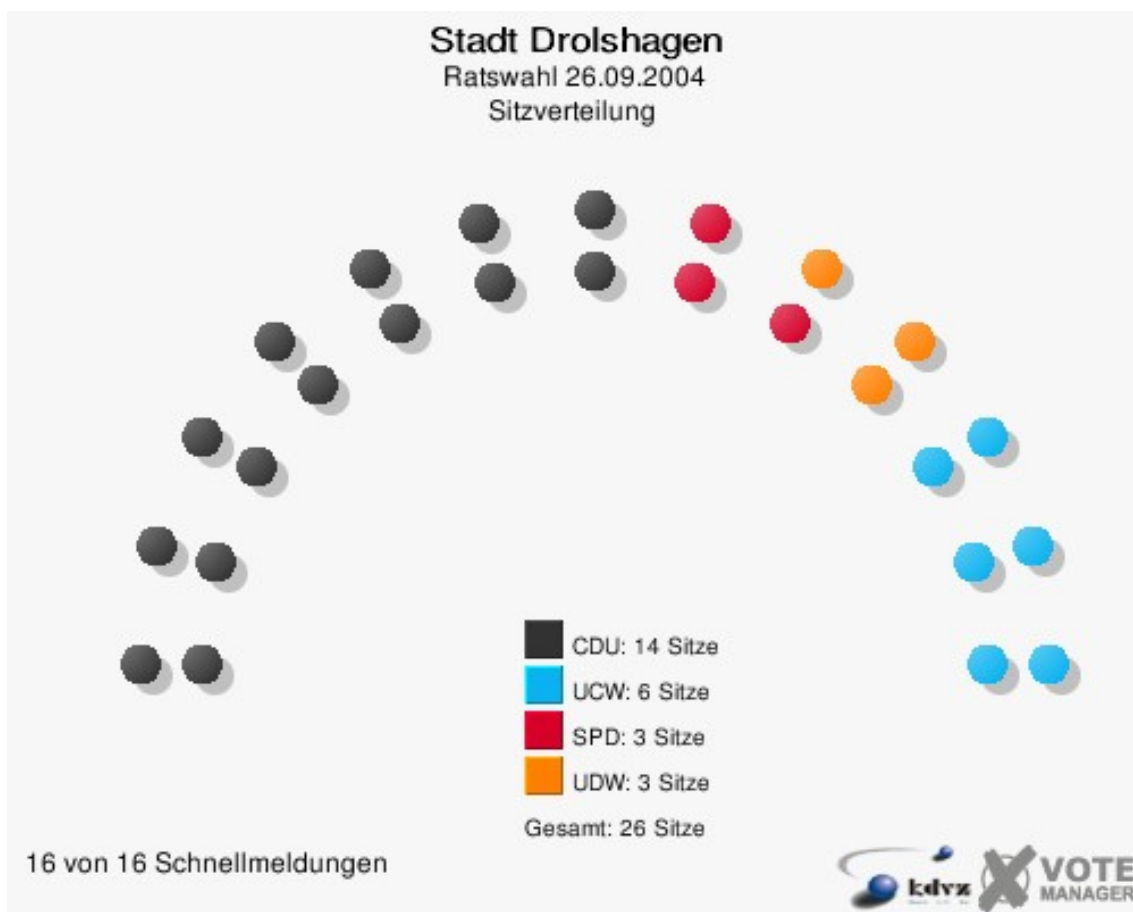 Stadt Drolshagen
Ratswahl 26.09.2004
Sitzverteilung
CDU: 14 Sitze
UCW: 6 Sitze
SPD: 3 Sitze
UDW: 3 Sitze
Gesamt: 26 Sitze
16 von 16 Schnellmeldungen
kdvz
VOTE
MANAGER